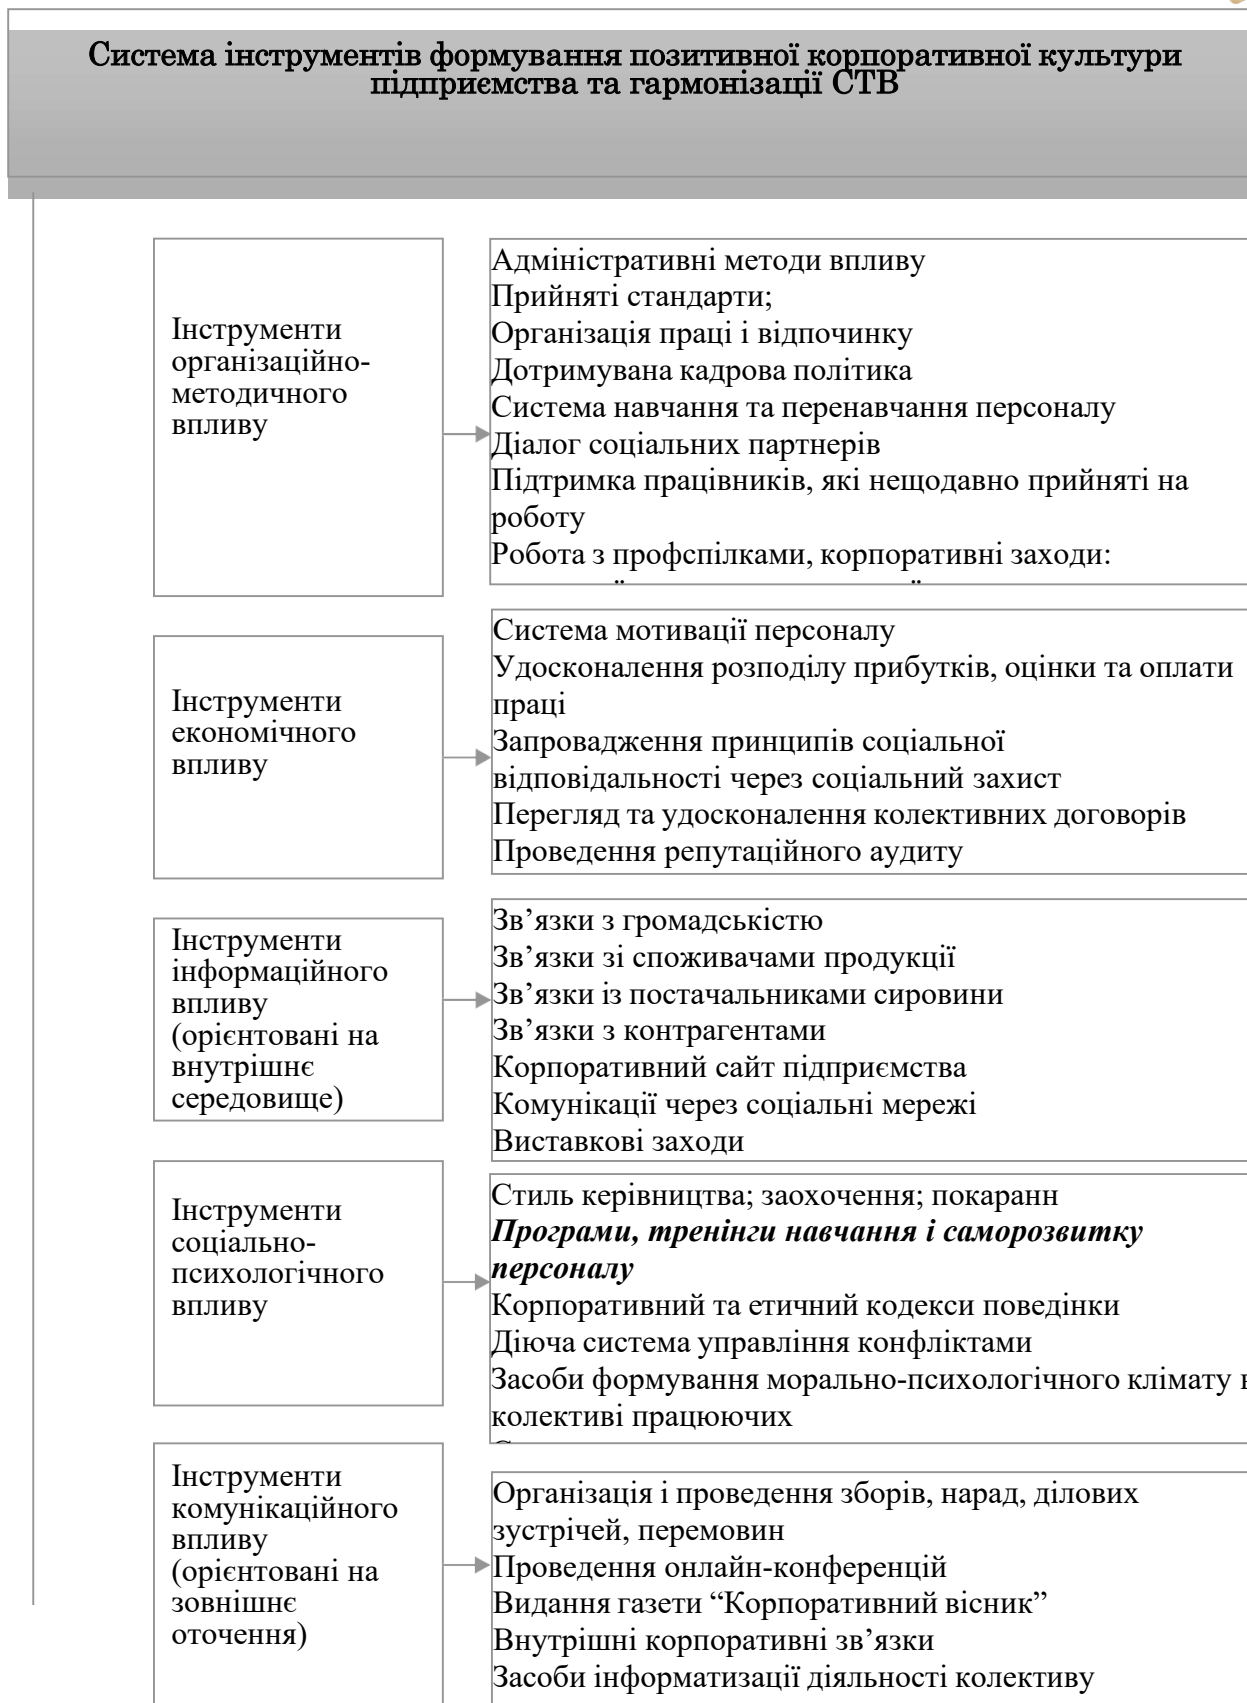 Система інструментів формування позитивної корпоративної культури
підприємства та гармонізації СТВ
Інструменти
організаційно-
методичного
впливу
Адміністративні методи впливу
Прийняті стандарти;
Організація праці і відпочинку
Дотримувана кадрова політика
Система навчання та перенавчання персоналу
Діалог соціальних партнерів
Підтримка працівників, які нещодавно прийняті на
роботу
Робота з профспілками, корпоративні заходи:
Інструменти
економічного
впливу
Система мотивації персоналу
Удосконалення розподілу прибутків, оцінки та оплати
праці
Запровадження принципів соціальної
відповідальності через соціальний захист
Перегляд та удосконалення колективних договорів
Проведення репутаційного аудиту
Інструменти
інформаційного
впливу
(орієнтовані на
внутрішнє
середовище)
Зв’язки з громадськістю
Зв’язки зі споживачами продукції
Зв’язки із постачальниками сировини
Зв’язки з контрагентами
Корпоративний сайт підприємства
Комунікації через соціальні мережі
Виставкові заходи
Інструменти
соціально-
психологічного
впливу
Стиль керівництва; заохочення; покаранн
Програми, тренінги навчання і саморозвитку
персоналу
Корпоративний та етичний кодекси поведінки
Діюча система управління конфліктами
Засоби формування морально-психологічного клімату в
колективі працюючих
Інструменти
комунікаційного
впливу
(орієнтовані на
зовнішнє
оточення)
Організація і проведення зборів, нарад, ділових
зустрічей, перемовин
Проведення онлайн-конференцій
Видання газети “Корпоративний вісник”
Внутрішні корпоративні зв’язки
Засоби інформатизації діяльності колективу